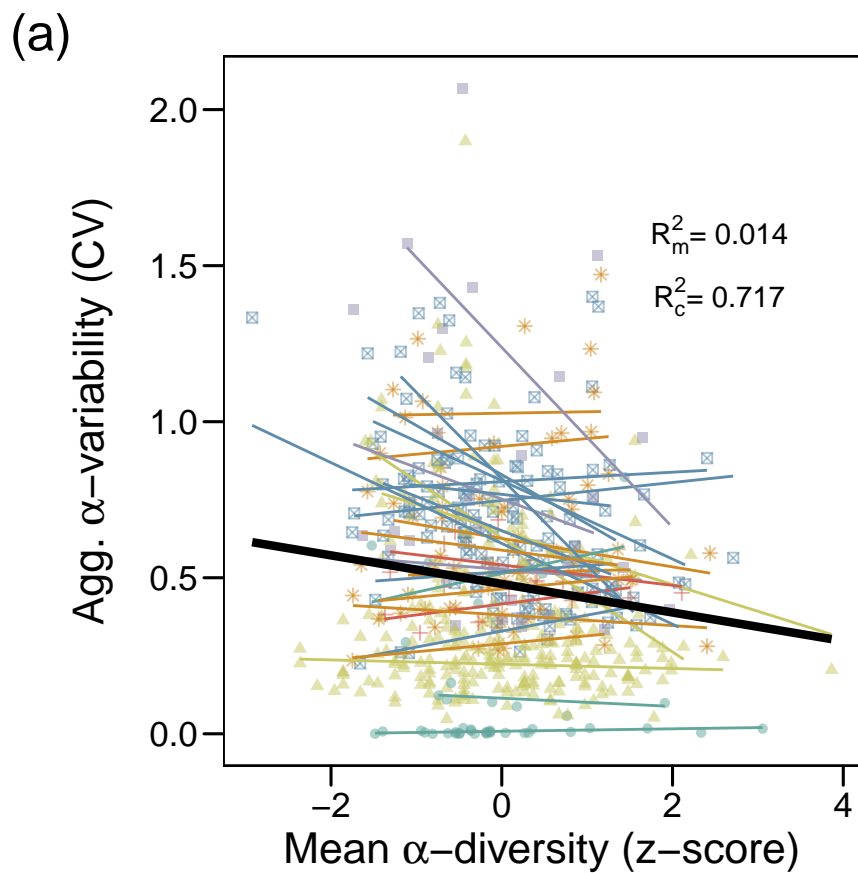 (a)
2.0
1.5
1.0
0.5
0.0
Agg. α−variability (CV)
R²m= 0.014
R²c= 0.717
−2
0
2
4
Mean α−diversity (z−score)